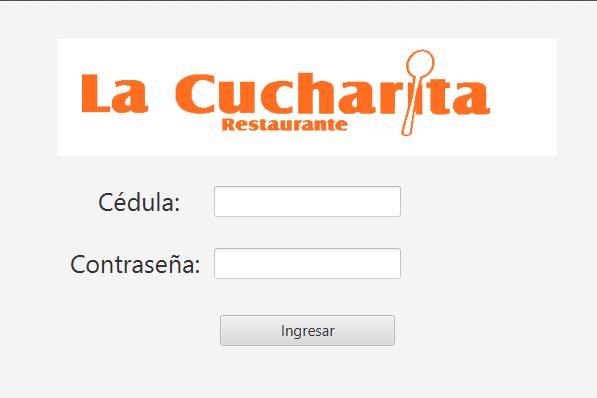 La Cucharita
Restaurante
Cédula:
Contraseña:
Ingresar